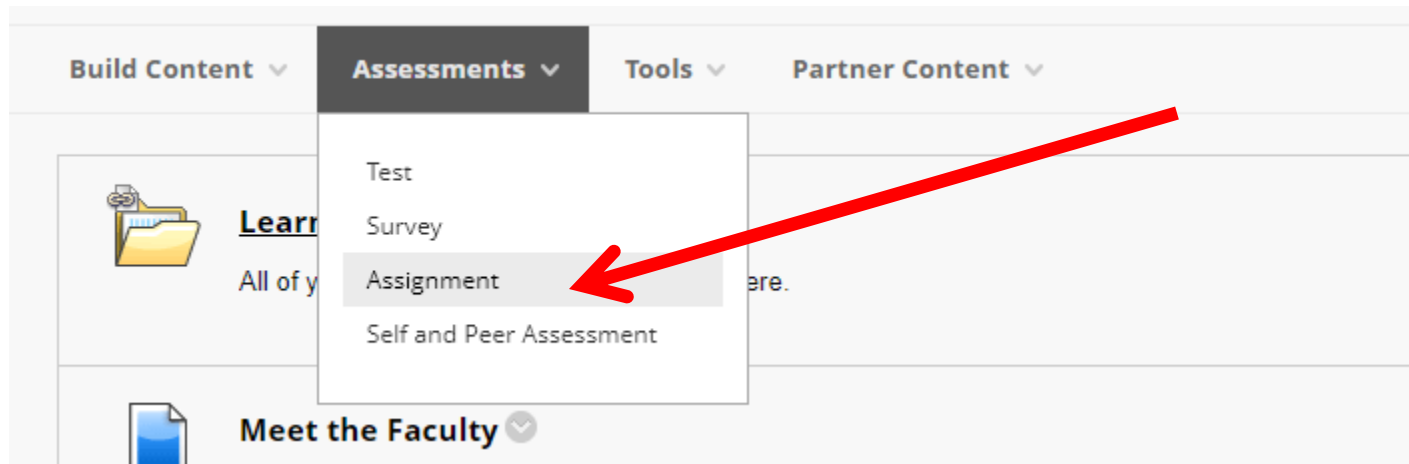 Build Content Assessments Tools Partner Content
Test
Learn
Survey
All of y
Assignment
ere.
Self and Peer Assessment
Meet the Faculty